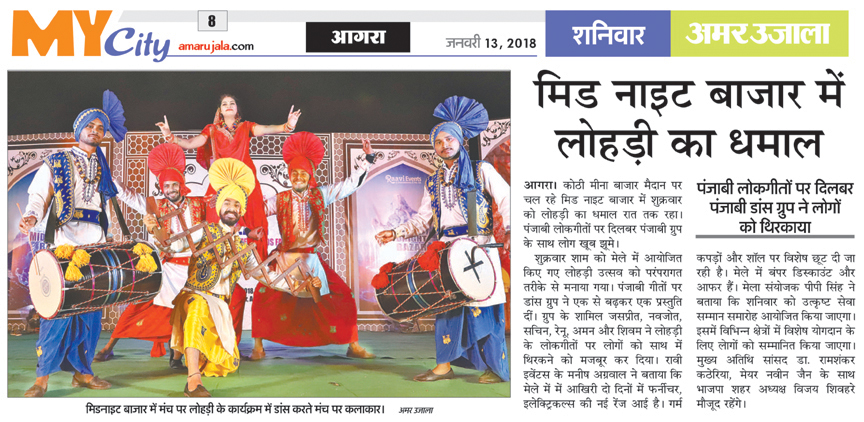 MY City
8
amarujala.com
आगरा
जनवरी 13, 2018
शनिवार
अमर उजाला
मिड नाइट बाजार में
लोहड़ी का धमाल
आगरा। कोठी मीना बाजार मैदान पर
चल रहे मिड नाइट बाजार में शुक्रवार
को लोहड़ी का धमाल रात तक रहा।
पंजाबी लोकगीतों पर दिलबर पंजाबी ग्रुप
के साथ लोग खूब झूमे।
शुक्रवार शाम को मेले में आयोजित
किए गए लोहड़ी उत्सव को परंपरागत
तरीके से मनाया गया। पंजाबी गीतों पर
डांस ग्रुप ने एक से बढ़कर एक प्रस्तुति
दीं। ग्रुप के शामिल जसप्रीत, नवजोत,
सचिन, रेनू, अमन और शिवम ने लोहड़ी
के लोकगीतों पर लोगों को साथ में
थिरकने को मजबूर कर दिया। रावी
इवेंटस के मनीष अग्रवाल ने बताया कि
मेले में में आखिरी दो दिनों में फर्नीचर,
इलेक्ट्रिकल्स की नई रेंज आई है। गर्म
पंजाबी लोकगीतों पर दिलबर
पंजाबी डांस ग्रुप ने लोगों
को थिरकाया
कपड़ों और शॉल पर विशेष छूट दी जा
रही है। मेले में बंपर डिस्काउंट और
आफर हैं। मेला संयोजक पीपी सिंह ने
बताया कि शनिवार को उत्कृष्ट सेवा
सम्मान समारोह आयोजित किया जाएगा।
इसमें विभिन्न क्षेत्रों में विशेष योगदान के
लिए लेागों को सम्मानित किया जाएगा।
मुख्य अतिथि सांसद डा. रामशंकर
कठेरिया, मेयर नवीन जैन के साथ
भाजपा शहर अध्यक्ष विजय शिवहरे
मौजूद रहेंगे।
मिडनाइट बाजार में मंच पर लोहड़ी के कार्यक्रम में डांस करते मंच पर कलाकार। अमर उजाला